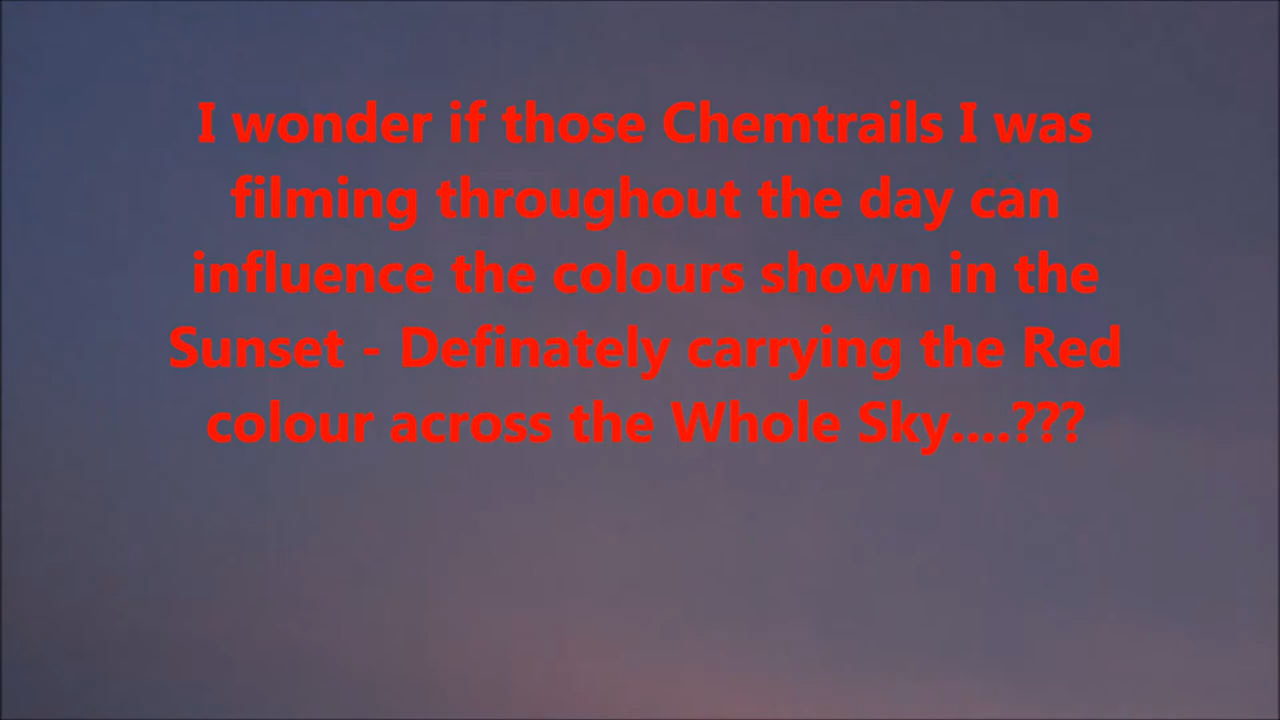 I wonder if those Chemtrails I was
filming throughout the day can
influence the colours shown in the
Sunset - Definately carrying the Red
colour across the Whole Sky....???